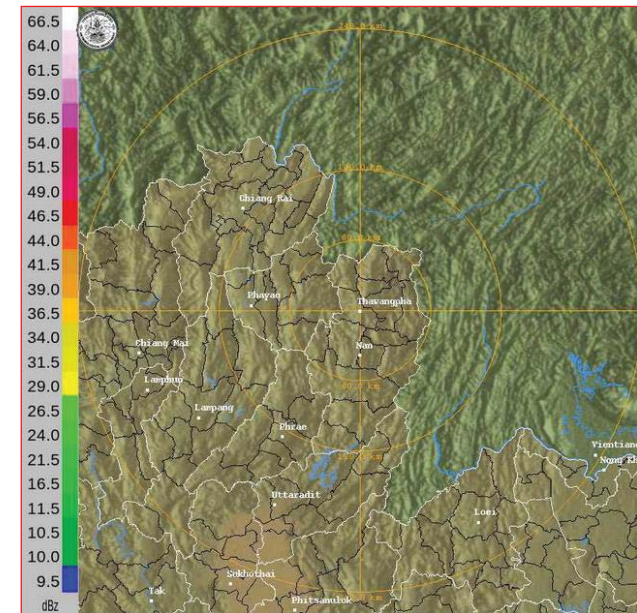 66.5
64.0
61.5
59.0
56.5
54.0
51.5
49.0
46.5
44.0
41.5
39.0
36.5
34.0
31.5
29.0
26.5
24.0
21.5
16.5
11.5
10.5
10.0
9.5
dBz
Chiang Rai
Phayao
Thawangpha
Chiang Mai
Nan
Lamphun
Lampang
Phrae
Vientiane
Nong Kh
Uttaradit
Loei
Sukhothai
Tak
Phitsanulok